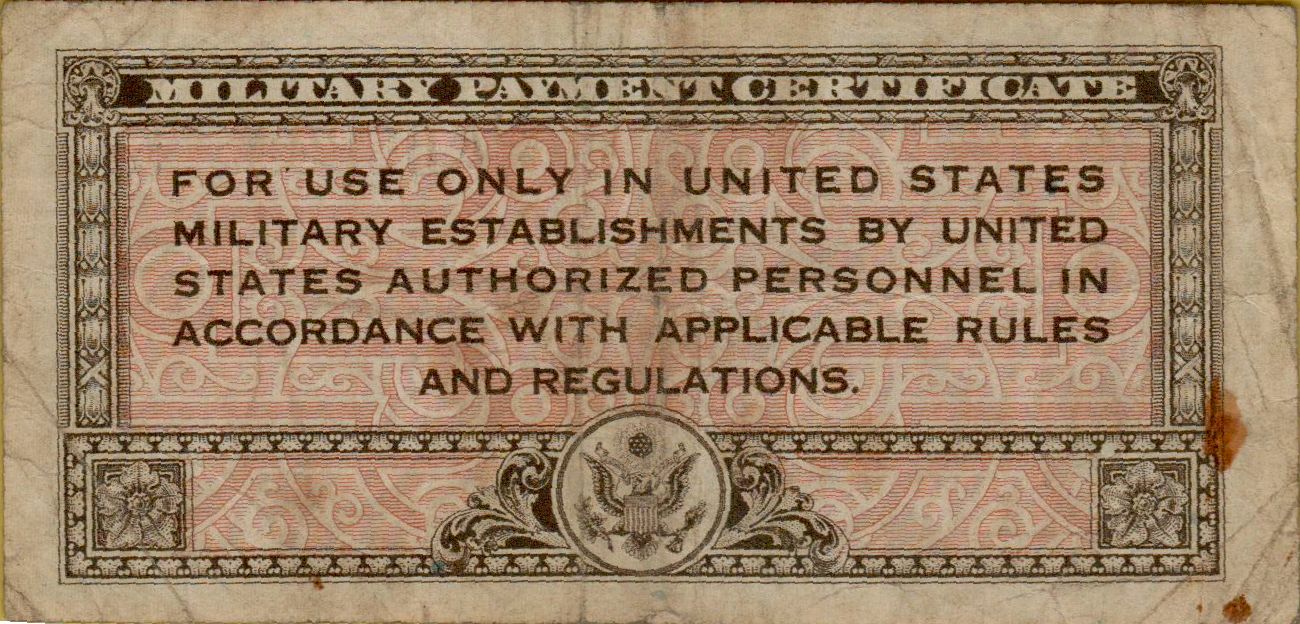 MILITARY PAYMENT CERTIFICATE
FOR USE ONLY IN UNITED STATES
MILITARY ESTABLISHMENTS BY UNITED
STATES AUTHORIZED PERSONNEL IN
ACCORDANCE WITH APPLICABLE RULES
AND REGULATIONS.